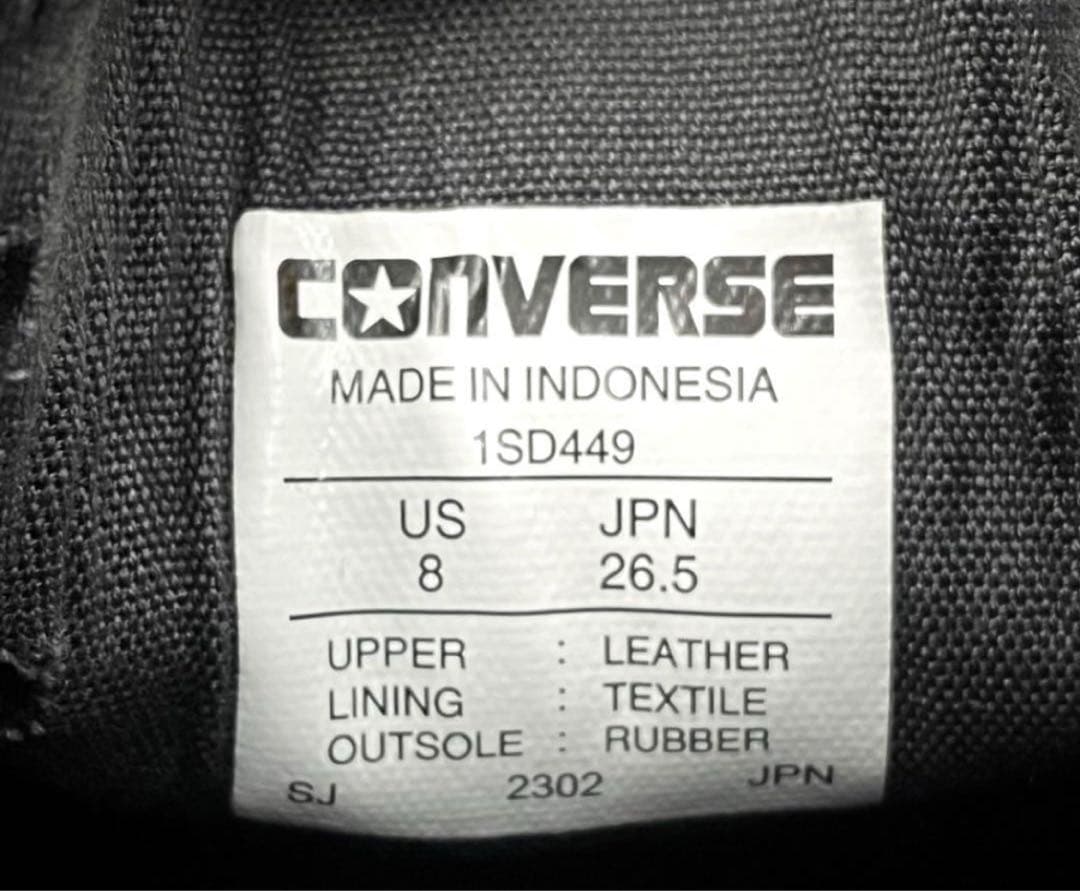 CONVERSE
MADE IN INDONESIA
1SD449
US JPN
8 26.5
UPPER : LEATHER
LINING : TEXTILE
OUTSOLE : RUBBER
SJ 2302 JPN